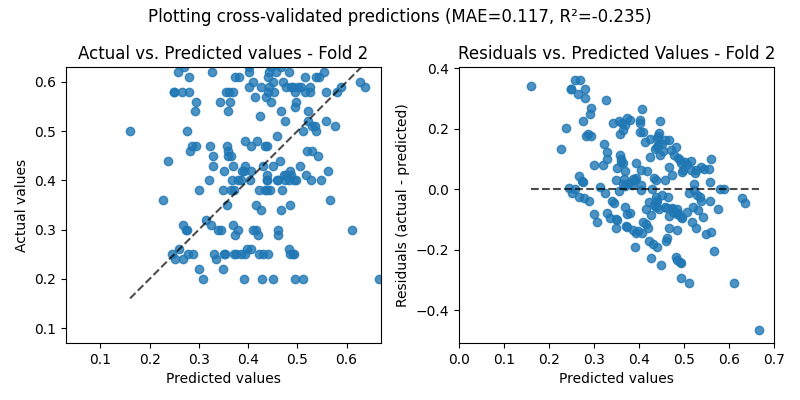 Plotting cross-validated predictions (MAE=0.117, R²=-0.235)
Actual vs. Predicted values - Fold 2
Actual values
0.6
0.5
0.4
0.3
0.2
0.1
0.1 0.2 0.3 0.4 0.5 0.6
Predicted values
Residuals vs. Predicted Values - Fold 2
Residuals (actual - predicted)
0.4
0.2
0.0
−0.2
−0.4
0.0 0.1 0.2 0.3 0.4 0.5 0.6 0.7
Predicted values